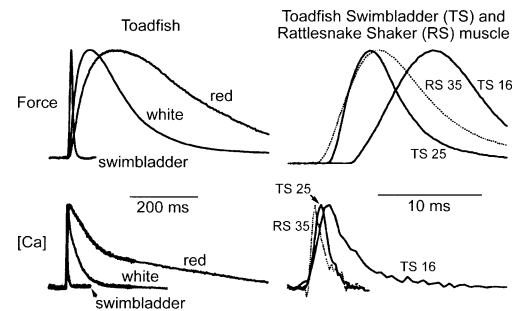 Toadfish
Toadfish Swimbladder (TS) and
Rattlesnake Shaker (RS) muscle
Force
white
red
swimbladder
RS 35
TS 16
TS 25
200 ms
10 ms
[Ca]
red
white
swimbladder
TS 25
RS 35
TS 16